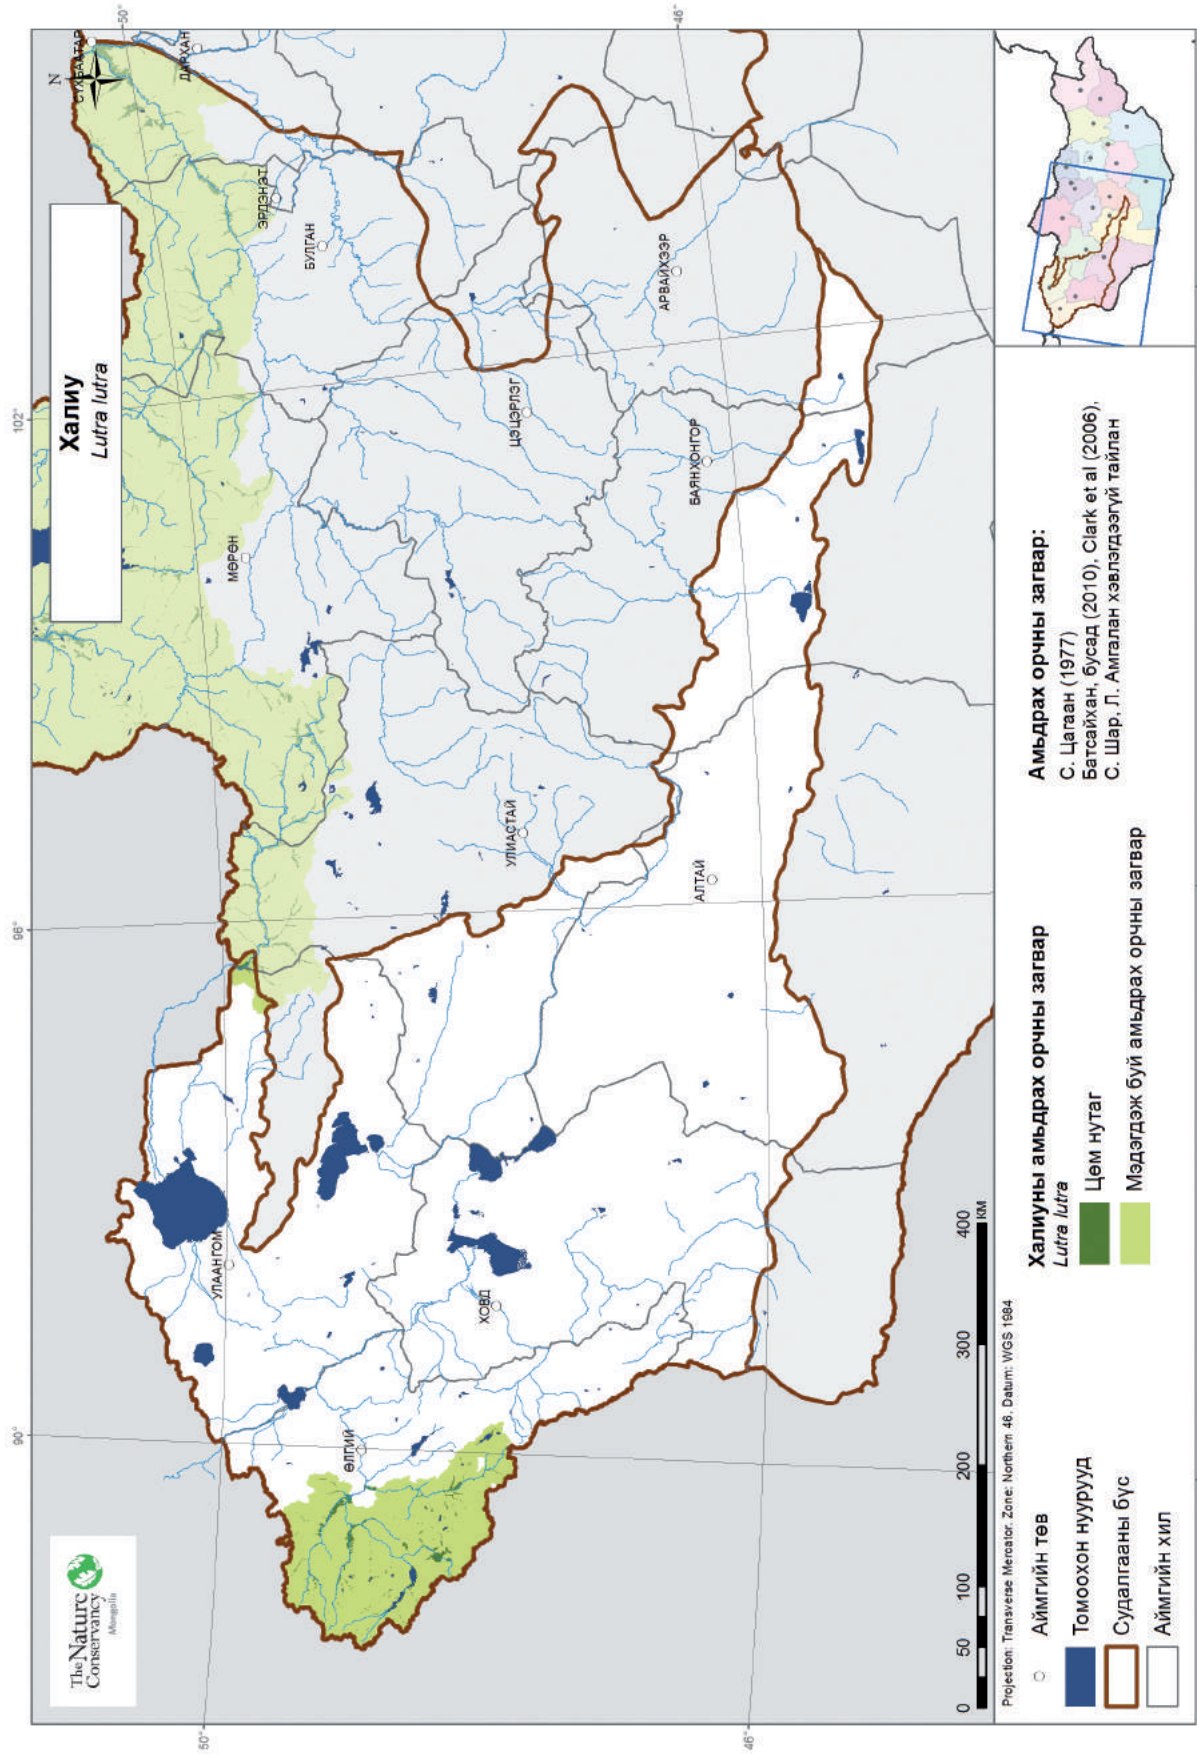 Халиу
Lutra lutra
N
102°
96°
90°
50°
46°
50°
46°
The Nature
Conservancy
Mongolia
СҮХБААТАР
ДАРХАН
ЭРДЭНЭТ
БУЛГАН
МӨРӨН
ЦЭЦЭРЛЭГ
АРВАЙХЭЭР
БАЯНХОНГОР
УЛИАСТАЙ
АЛТАЙ
УЛААНГОМ
ХОВД
ӨЛГИЙ
0 50 100 200 300 400
КМ
Projection: Transverse Mercator, Zone: Northern 46, Datum: WGS 1984
Аймгийн төв
Томоохон нуурууд
Судалгааны бүс
Аймгийн хил
Халиуны амьдрах орчны загвар
Lutra lutra
Цөм нутаг
Мэдэгдэж буй амьдрах орчны загвар
Амьдрах орчны загвар:
С. Цагаан (1977)
Батсайхан, бусад (2010), Clark et al (2006),
С. Шар, Л. Амгалан хэвлэгдээгүй тайлан